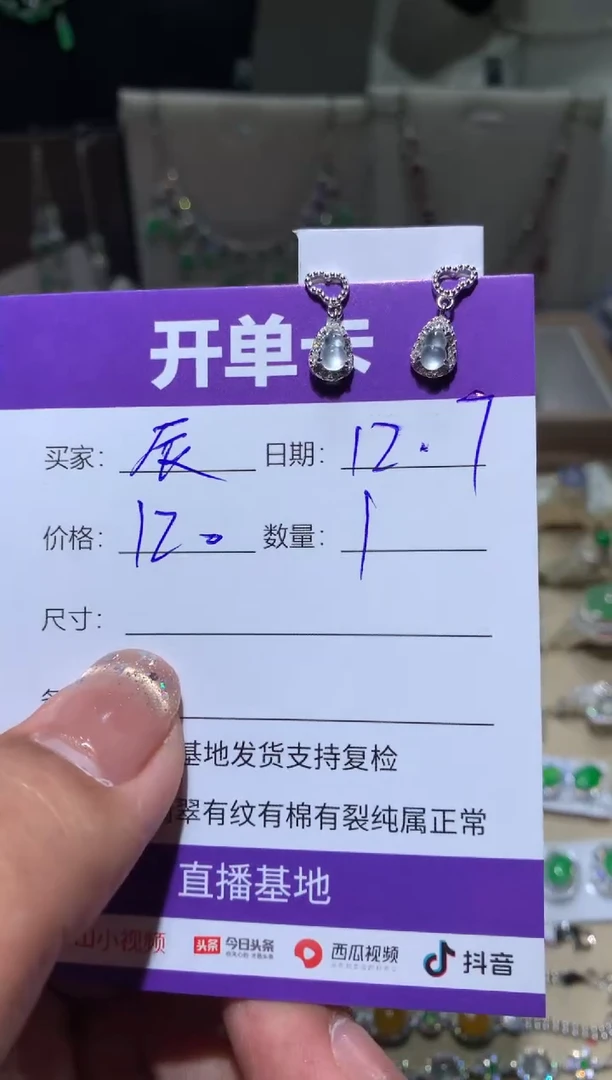 开单卡
买家: 辰 日期: 12.7
价格: 120 数量: 1
尺寸:
基地发货支持复检
翠有纹有棉有裂纯属正常
直播基地
山小视频 头条 今日头条 西瓜视频 抖音